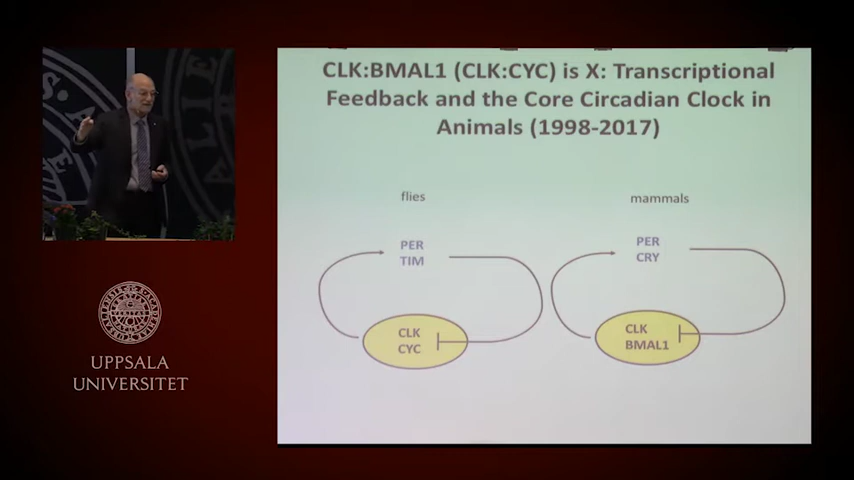 CLK:BMAL1 (CLK:CYC) is X: Transcriptional
Feedback and the Core Circadian Clock in
Animals (1998-2017)
flies
PER
TIM
CLK
CYC
mammals
PER
CRY
CLK
BMAL1
UPPSALA
UNIVERSITET